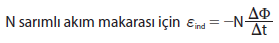 N sarımlı akım makarası için ε_ind = −N ΔΦ/Δt